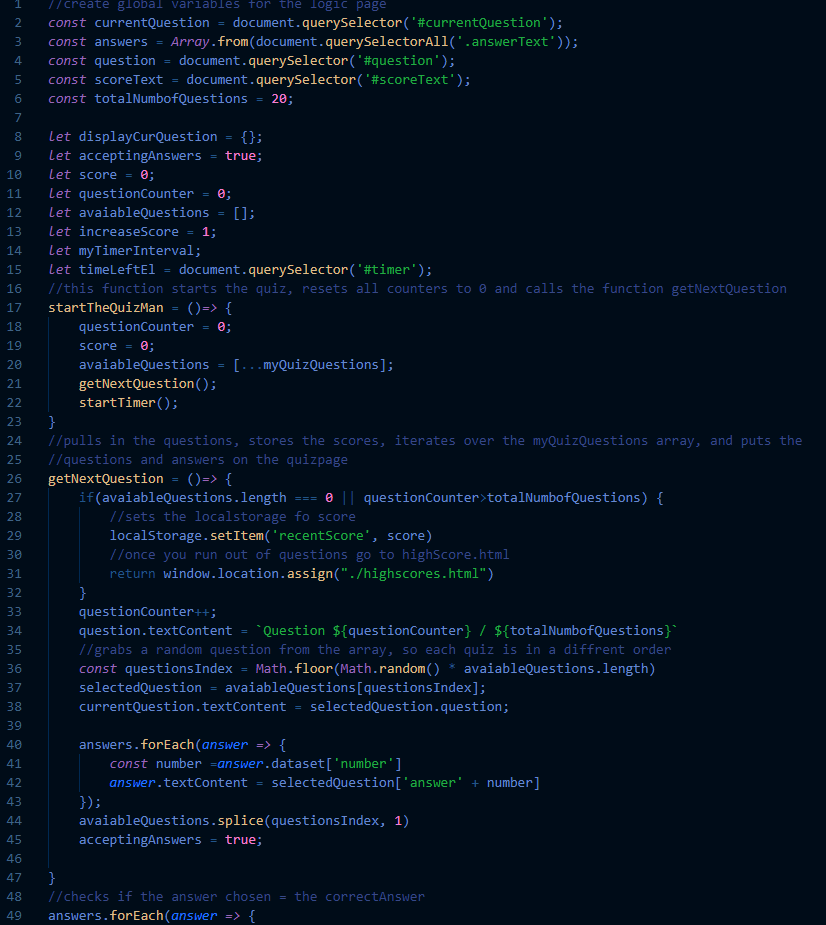 1 //create global variables for the logic page
2 const currentQuestion = document.querySelector('#currentQuestion');
3 const answers = Array.from(document.querySelectorAll('.answerText'));
4 const question = document.querySelector('#question');
5 const scoreText = document.querySelector('#scoreText');
6 const totalNumbofQuestions = 20;
7
8 let displayCurQuestion = {};
9 let acceptingAnswers = true;
10 let score = 0;
11 let questionCounter = 0;
12 let avaiableQuestions = [];
13 let increaseScore = 1;
14 let myTimerInterval;
15 let timeLeftEl = document.querySelector('#timer');
16 //this function starts the quiz, resets all counters to 0 and calls the function getNextQuestion
17 startTheQuizMan = ()=> {
18     questionCounter = 0;
19     score = 0;
20     avaiableQuestions = [...myQuizQuestions];
21     getNextQuestion();
22     startTimer();
23 }
24 //pulls in the questions, stores the scores, iterates over the myQuizQuestions array, and puts the
25 //questions and answers on the quizpage
26 getNextQuestion = ()=> {
27     if(avaiableQuestions.length === 0 || questionCounter>totalNumbofQuestions) {
28         //sets the localstorage fo score
29         localStorage.setItem('recentScore', score)
30         //once you run out of questions go to highScore.html
31         return window.location.assign("./highscores.html")
32     }
33     questionCounter++;
34     question.textContent = `Question ${questionCounter} / ${totalNumbofQuestions}`
35     //grabs a random question from the array, so each quiz is in a diffrent order
36     const questionsIndex = Math.floor(Math.random() * avaiableQuestions.length)
37     selectedQuestion = avaiableQuestions[questionsIndex];
38     currentQuestion.textContent = selectedQuestion.question;
39
40     answers.forEach(answer => {
41         const number =answer.dataset['number']
42         answer.textContent = selectedQuestion['answer' + number]
43     });
44     avaiableQuestions.splice(questionsIndex, 1)
45     acceptingAnswers = true;
46
47 }
48 //checks if the answer chosen = the correctAnswer
49 answers.forEach(answer => {